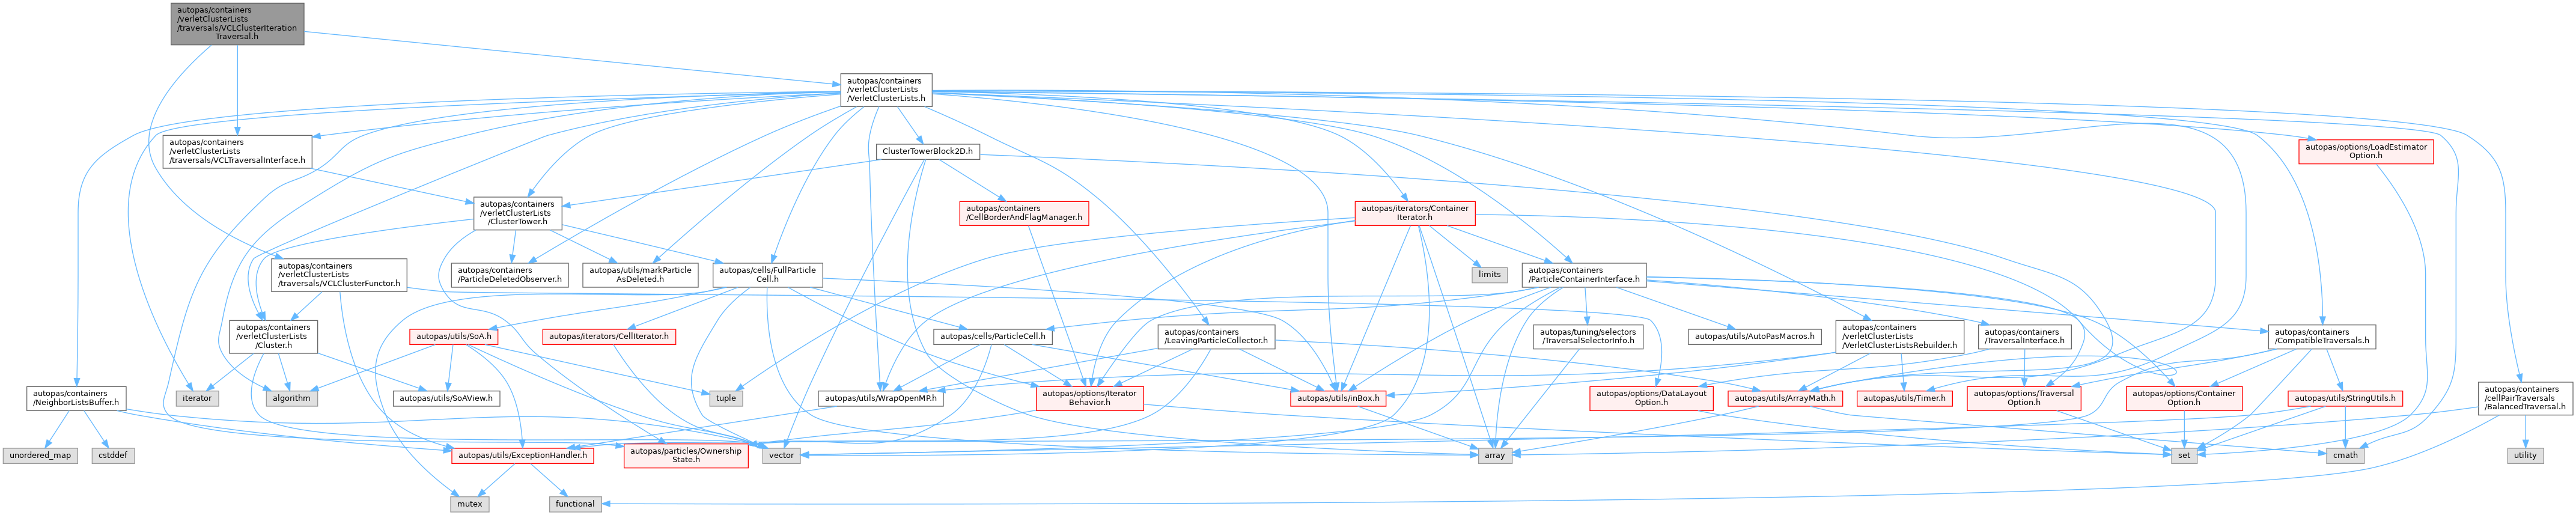 autopas/containers
/verletClusterLists
/traversals/VCLClusterIteration
Traversal.h
autopas/containers
/verletClusterLists
/VerletClusterLists.h
autopas/containers
/verletClusterLists
/traversals/VCLTraversalInterface.h
ClusterTowerBlock2D.h
autopas/options/LoadEstimator
Option.h
autopas/containers
/verletClusterLists
/ClusterTower.h
autopas/containers
/CellBorderAndFlagManager.h
autopas/iterators/Container
Iterator.h
autopas/containers
/verletClusterLists
/traversals/VCLClusterFunctor.h
autopas/containers
/ParticleDeletedObserver.h
autopas/utils/markParticle
AsDeleted.h
autopas/cells/FullParticle
Cell.h
limits
autopas/containers
/ParticleContainerInterface.h
autopas/containers
/verletClusterLists
/Cluster.h
autopas/utils/SoA.h
autopas/iterators/CellIterator.h
autopas/cells/ParticleCell.h
autopas/containers
/LeavingParticleCollector.h
autopas/tuning/selectors
/TraversalSelectorInfo.h
autopas/utils/AutoPasMacros.h
autopas/containers
/verletClusterLists
/VerletClusterListsRebuilder.h
autopas/containers
/TraversalInterface.h
autopas/containers
/CompatibleTraversals.h
autopas/containers
/NeighborListsBuffer.h
iterator
algorithm
autopas/utils/SoAView.h
tuple
autopas/utils/WrapOpenMP.h
autopas/options/Iterator
Behavior.h
autopas/utils/inBox.h
autopas/options/DataLayout
Option.h
autopas/utils/ArrayMath.h
autopas/utils/Timer.h
autopas/options/Traversal
Option.h
autopas/options/Container
Option.h
autopas/utils/StringUtils.h
autopas/containers
/cellPairTraversals
/BalancedTraversal.h
unordered_map
cstddef
autopas/utils/ExceptionHandler.h
autopas/particles/Ownership
State.h
vector
array
set
cmath
utility
mutex
functional